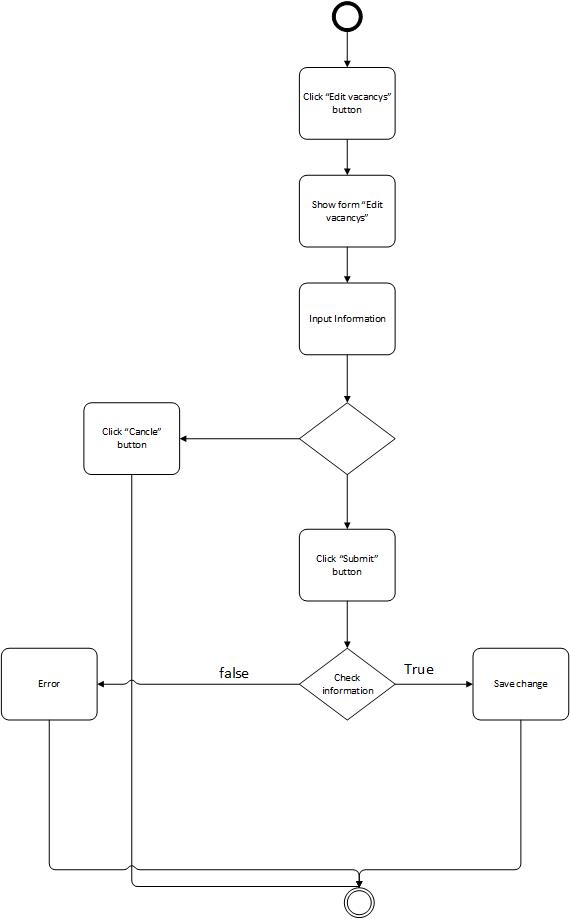 Click “Edit vacancys”
button
Show form “Edit
vacancys”
Input Information
Click “Cancle”
button
Click “Submit”
button
false
True
Error
Check
information
Save change